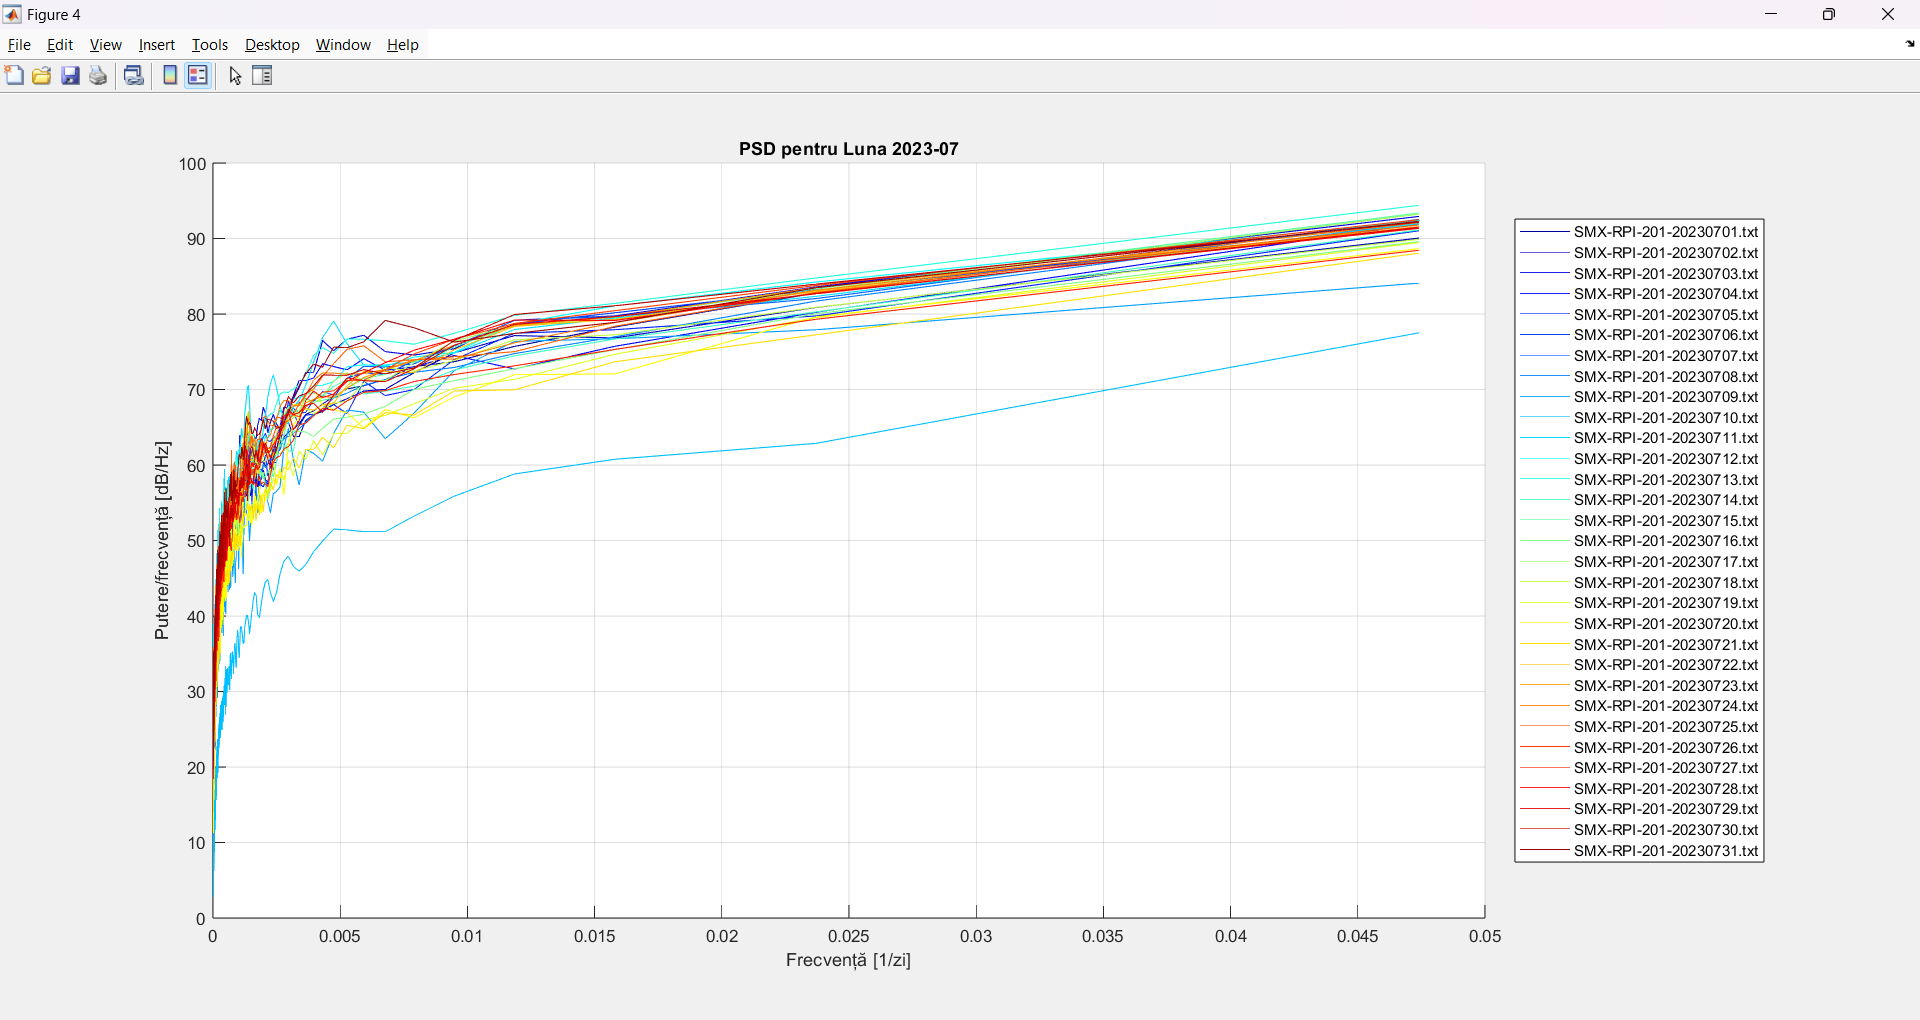 Figure 4
File Edit View Insert Tools Desktop Window Help
PSD pentru Luna 2023-07
100
90
80
70
60
50
40
30
20
10
0
Putere/frecvență [dB/Hz]
0 0.005 0.01 0.015 0.02 0.025 0.03 0.035 0.04 0.045 0.05
Frecvență [1/zi]
SMX-RPI-201-20230701.txt
SMX-RPI-201-20230702.txt
SMX-RPI-201-20230703.txt
SMX-RPI-201-20230704.txt
SMX-RPI-201-20230705.txt
SMX-RPI-201-20230706.txt
SMX-RPI-201-20230707.txt
SMX-RPI-201-20230708.txt
SMX-RPI-201-20230709.txt
SMX-RPI-201-20230710.txt
SMX-RPI-201-20230711.txt
SMX-RPI-201-20230712.txt
SMX-RPI-201-20230713.txt
SMX-RPI-201-20230714.txt
SMX-RPI-201-20230715.txt
SMX-RPI-201-20230716.txt
SMX-RPI-201-20230717.txt
SMX-RPI-201-20230718.txt
SMX-RPI-201-20230719.txt
SMX-RPI-201-20230720.txt
SMX-RPI-201-20230721.txt
SMX-RPI-201-20230722.txt
SMX-RPI-201-20230723.txt
SMX-RPI-201-20230724.txt
SMX-RPI-201-20230725.txt
SMX-RPI-201-20230726.txt
SMX-RPI-201-20230727.txt
SMX-RPI-201-20230728.txt
SMX-RPI-201-20230729.txt
SMX-RPI-201-20230730.txt
SMX-RPI-201-20230731.txt